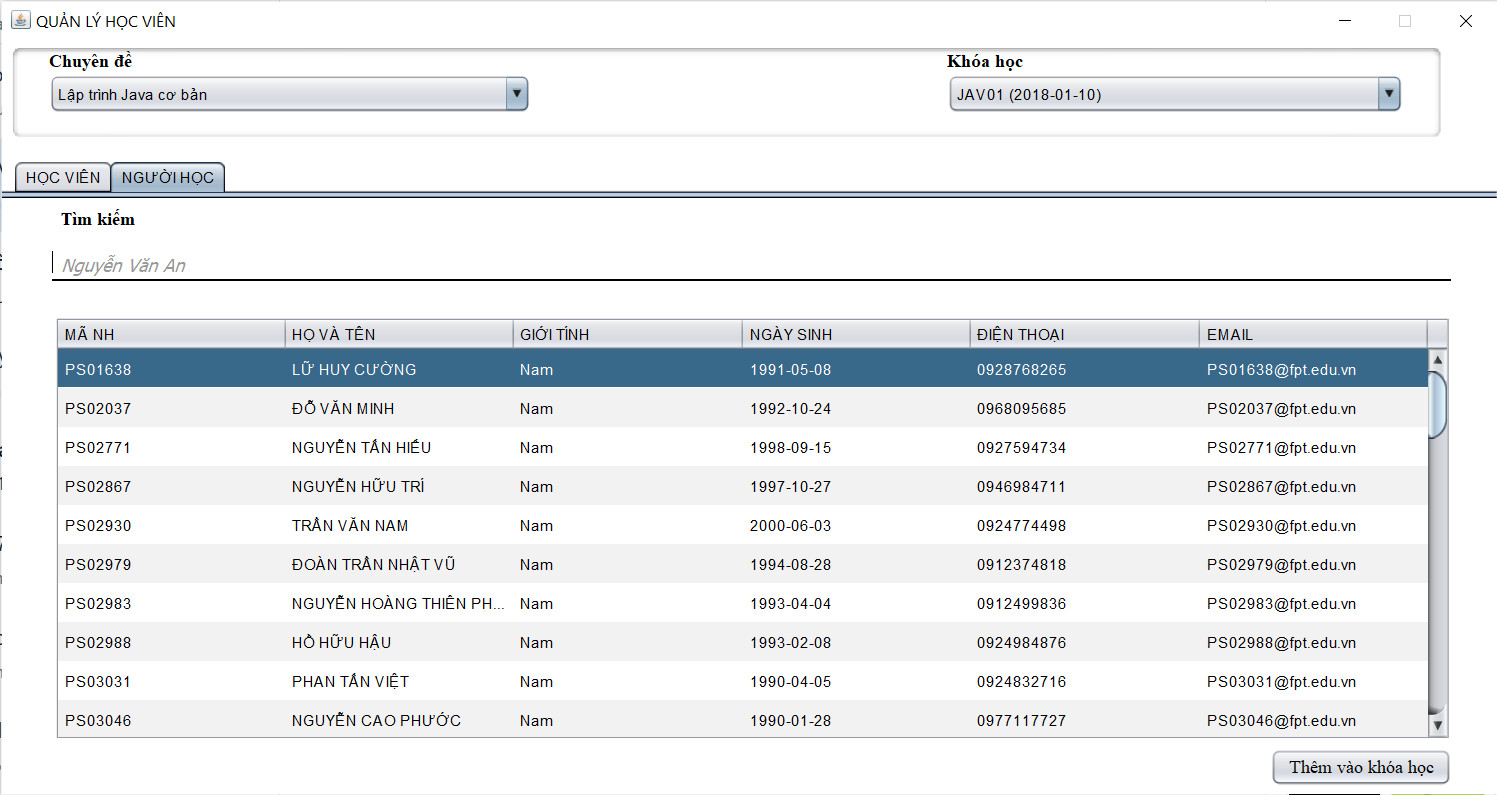 QUẢN LÝ HỌC VIÊN
Chuyên đề Khóa học
Lập trình Java cơ bản JAV01 (2018-01-10)
HỌC VIÊN NGƯỜI HỌC
Tìm kiếm
Nguyễn Văn An
MÃ NH HỌ VÀ TÊN GIỚI TÍNH NGÀY SINH ĐIỆN THOẠI EMAIL
PS01638 LỮ HUY CƯỜNG Nam 1991-05-08 0928768265 PS01638@fpt.edu.vn
PS02037 ĐỖ VĂN MINH Nam 1992-10-24 0968095685 PS02037@fpt.edu.vn
PS02771 NGUYỄN TẤN HIẾU Nam 1998-09-15 0927594734 PS02771@fpt.edu.vn
PS02867 NGUYỄN HỮU TRÍ Nam 1997-10-27 0946984711 PS02867@fpt.edu.vn
PS02930 TRẦN VĂN NAM Nam 2000-06-03 0924774498 PS02930@fpt.edu.vn
PS02979 ĐOÀN TRẦN NHẬT VŨ Nam 1994-08-28 0912374818 PS02979@fpt.edu.vn
PS02983 NGUYỄN HOÀNG THIÊN PH... Nam 1993-04-04 0912499836 PS02983@fpt.edu.vn
PS02988 HỒ HỮU HẬU Nam 1993-02-08 0924984876 PS02988@fpt.edu.vn
PS03031 PHAN TẤN VIỆT Nam 1990-04-05 0924832716 PS03031@fpt.edu.vn
PS03046 NGUYỄN CAO PHƯỚC Nam 1990-01-28 0977117727 PS03046@fpt.edu.vn
Thêm vào khóa học